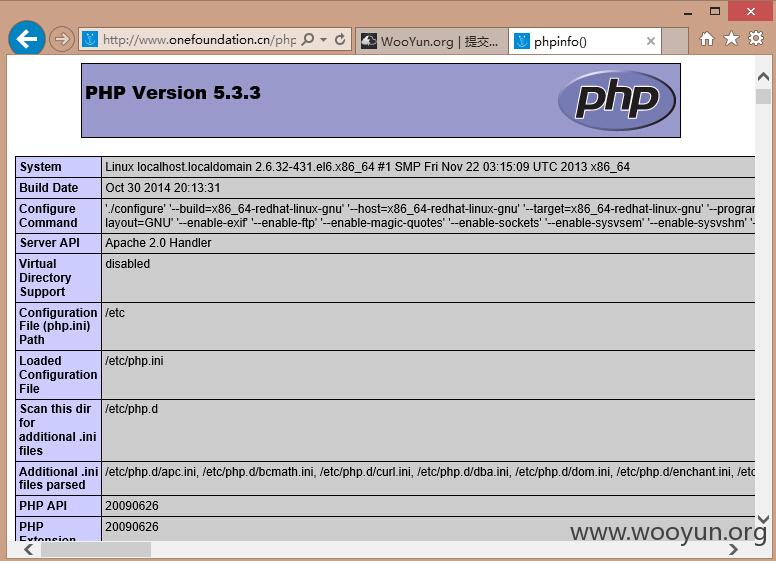 http://www.onefoundation.cn/php
WooYun.org | 提交...
phpinfo()
PHP Version 5.3.3
php
System Linux localhost.localdomain 2.6.32-431.el6.x86_64 #1 SMP Fri Nov 22 03:15:09 UTC 2013 x86_64
Build Date Oct 30 2014 20:13:31
Configure './configure' '--build=x86_64-redhat-linux-gnu' '--host=x86_64-redhat-linux-gnu' '--target=x86_64-redhat-linux-gnu' '--program
Command layout=GNU' '--enable-exif' '--enable-ftp' '--enable-magic-quotes' '--enable-sockets' '--enable-sysvsem' '--enable-sysvshm' '-
Server API Apache 2.0 Handler
Virtual disabled
Directory
Support
Configuration /etc
File (php.ini)
Path
Loaded /etc/php.ini
Configuration
File
Scan this dir /etc/php.d
for
additional .ini
files
Additional .ini /etc/php.d/apc.ini, /etc/php.d/bcmath.ini, /etc/php.d/curl.ini, /etc/php.d/dba.ini, /etc/php.d/dom.ini, /etc/php.d/enchant.ini, /etc
files parsed
PHP API 20090626
PHP 20090626
Extension
www.wooyun.org